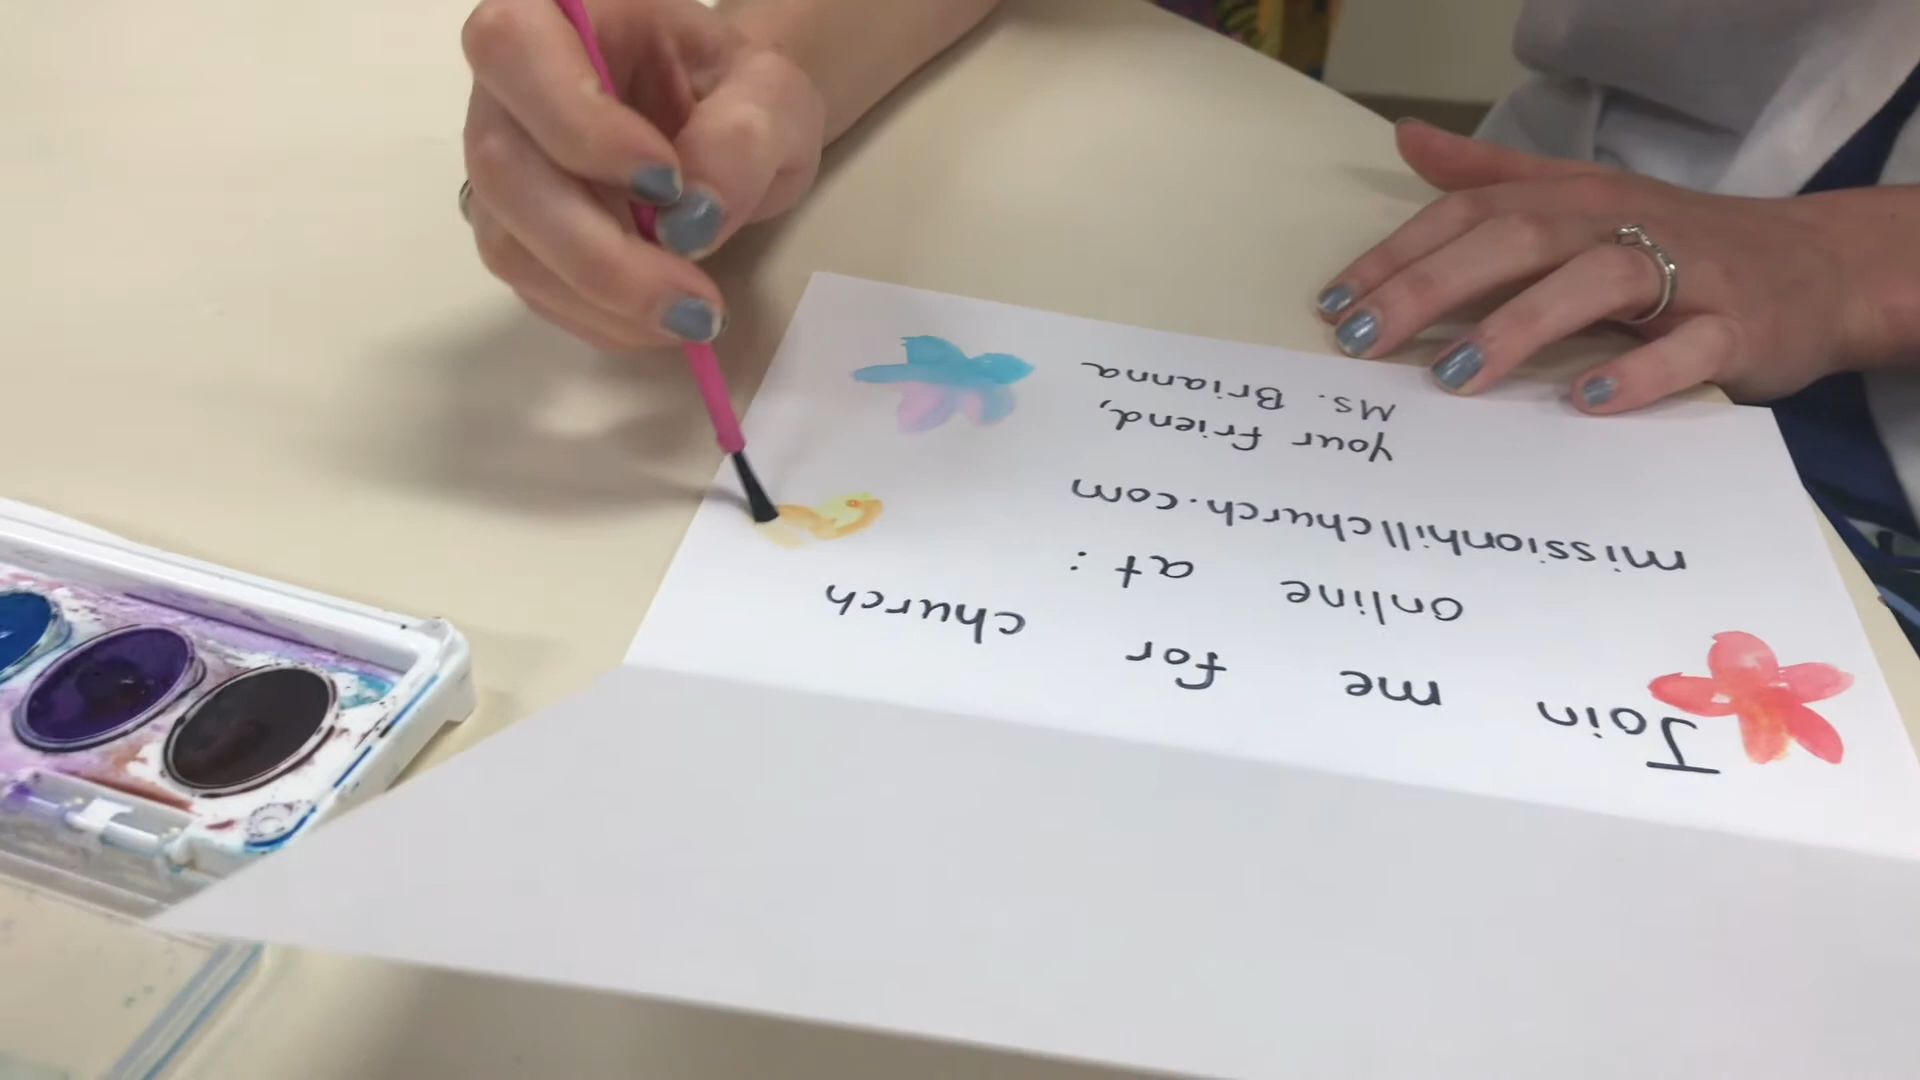 Join me for church
online at:
missionhillchurch.com
your friend,
Ms. Brianna